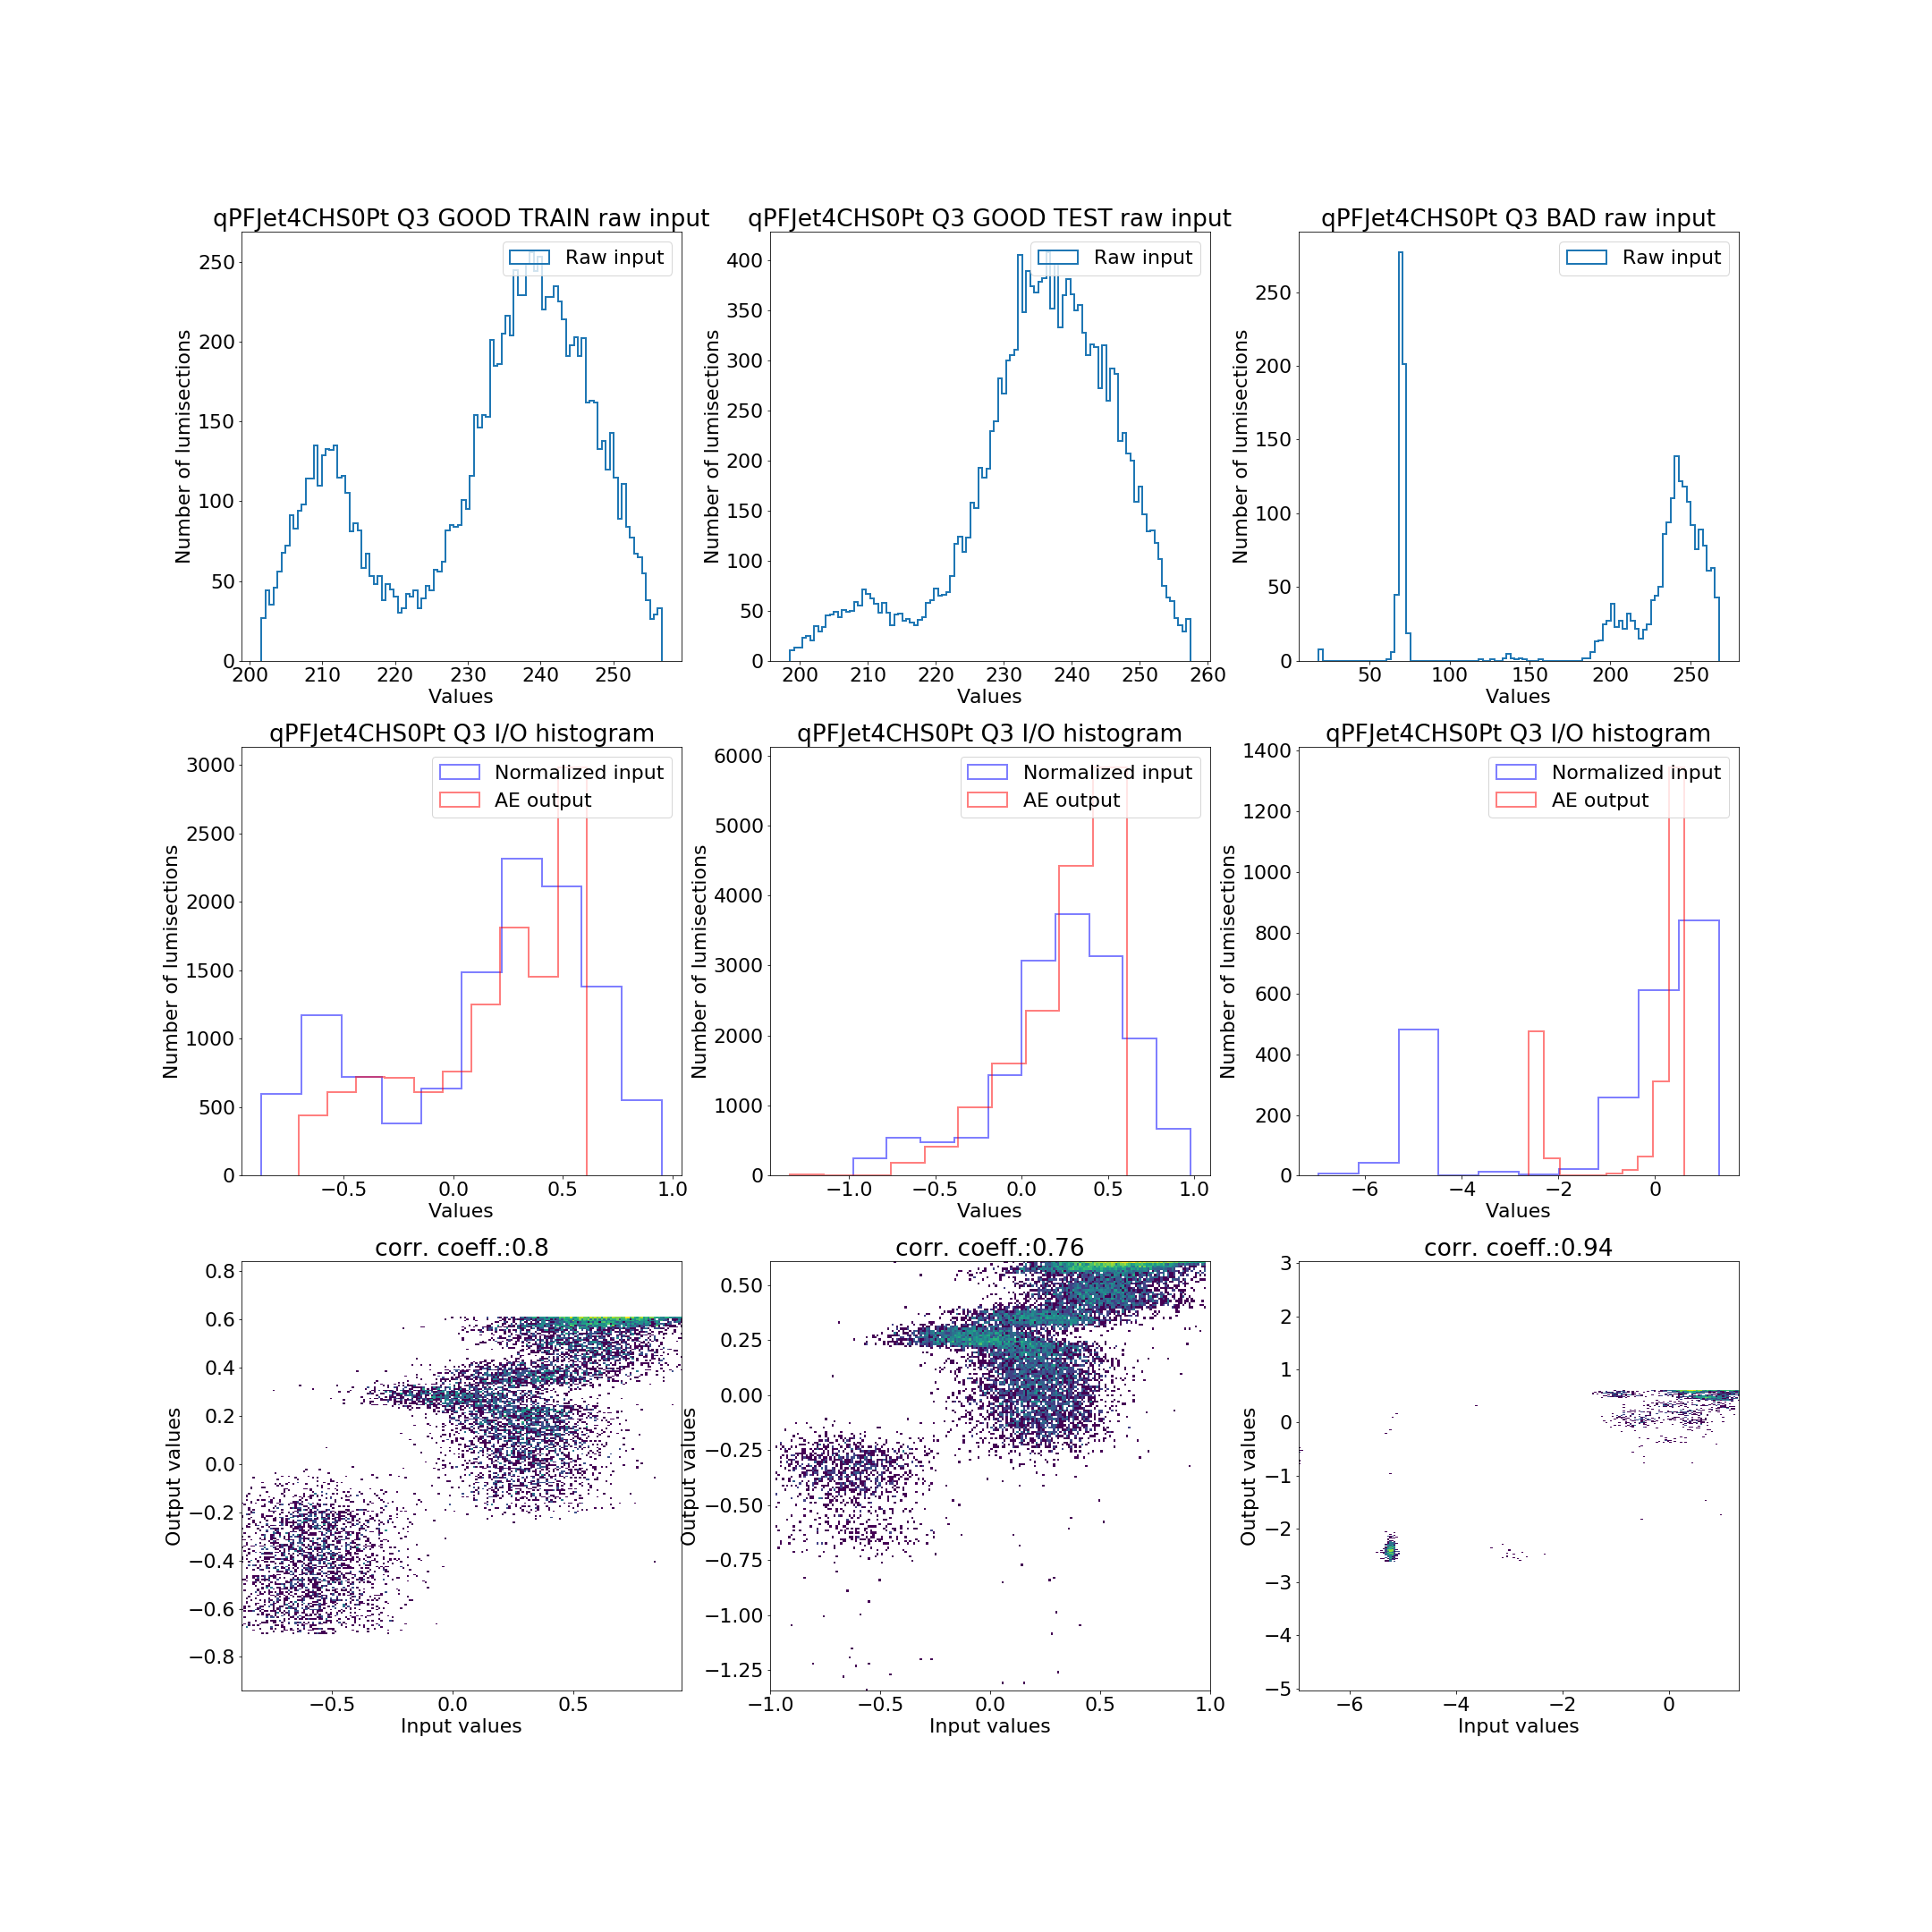 qPFJet4CHS0Pt Q3 GOOD TRAIN raw input
250
200
150
100
50
0
200 210 220 230 240 250
Values
Number of lumisections
Raw input
qPFJet4CHS0Pt Q3 GOOD TEST raw input
400
350
300
250
200
150
100
50
0
200 210 220 230 240 250 260
Values
Number of lumisections
Raw input
qPFJet4CHS0Pt Q3 BAD raw input
250
200
150
100
50
0
50 100 150 200 250
Values
Number of lumisections
Raw input
qPFJet4CHS0Pt Q3 I/O histogram
3000
2500
2000
1500
1000
500
0
−0.5 0.0 0.5 1.0
Values
Number of lumisections
Normalized input
AE output
qPFJet4CHS0Pt Q3 I/O histogram
6000
5000
4000
3000
2000
1000
0
−1.0 −0.5 0.0 0.5 1.0
Values
Number of lumisections
Normalized input
AE output
qPFJet4CHS0Pt Q3 I/O histogram
1400
1200
1000
800
600
400
200
0
−6 −4 −2 0
Values
Number of lumisections
Normalized input
AE output
corr. coeff.:0.8
0.8
0.6
0.4
0.2
0.0
−0.2
−0.4
−0.6
−0.8
−0.5 0.0 0.5
Input values
Output values
corr. coeff.:0.76
0.50
0.25
0.00
−0.25
−0.50
−0.75
−1.00
−1.25
−1.0 −0.5 0.0 0.5 1.0
Input values
Output values
corr. coeff.:0.94
3
2
1
0
−1
−2
−3
−4
−5
−6 −4 −2 0
Input values
Output values